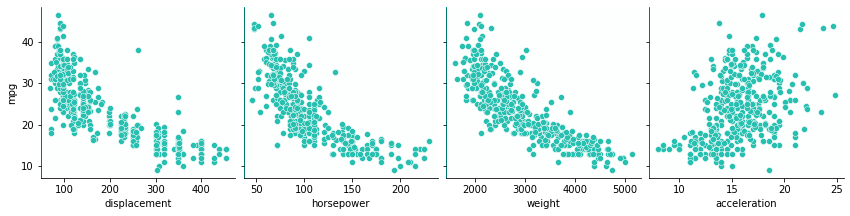 mpg
40
30
20
10
100 200 300 400
displacement
50 100 150 200
horsepower
2000 3000 4000 5000
weight
10 15 20 25
acceleration